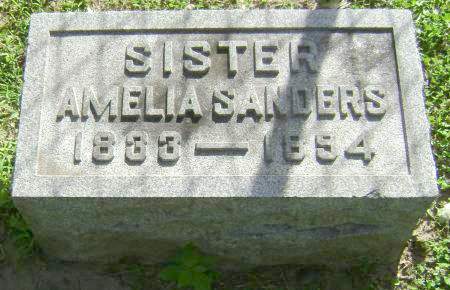 SISTER
AMELIA SANDERS
1883 — 1954